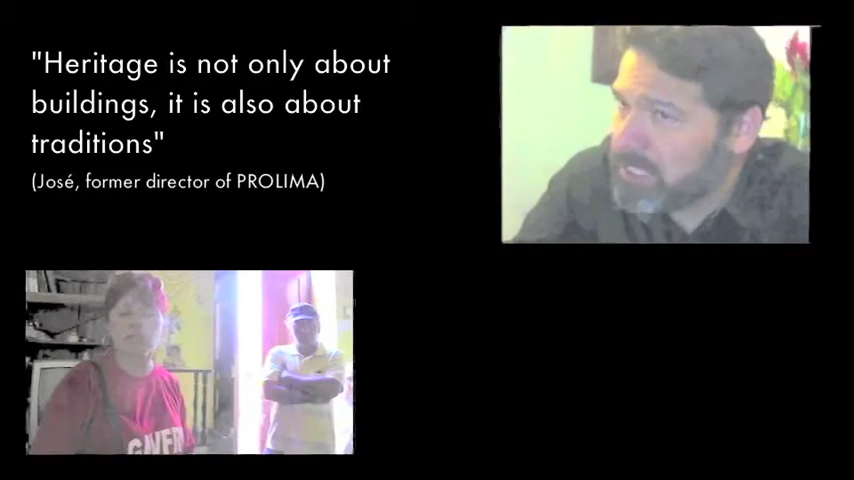 "Heritage is not only about
buildings, it is also about
traditions"
(José, former director of PROLIMA)